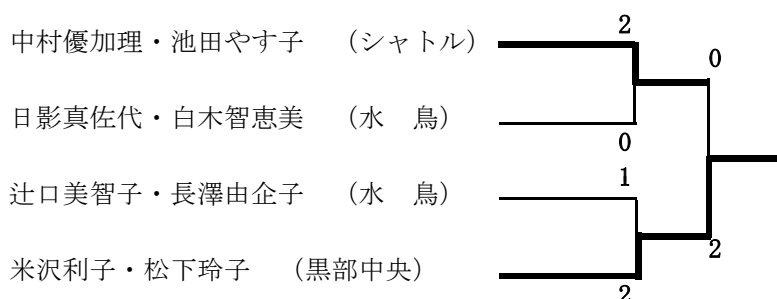 中村優加理・池田やす子　（シャトル）
2
0
日影真佐代・白木智恵美　（水　鳥）
0
辻口美智子・長澤由企子　（水　鳥）
1
米沢利子・松下玲子　（黒部中央）
2
2